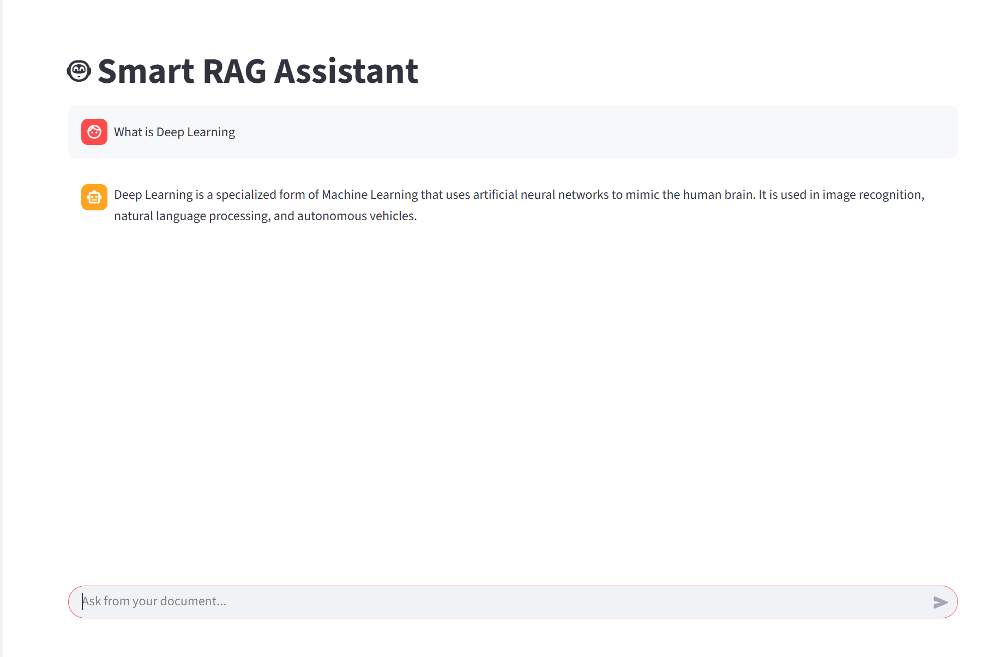 Smart RAG Assistant
What is Deep Learning
Deep Learning is a specialized form of Machine Learning that uses artificial neural networks to mimic the human brain. It is used in image recognition,
natural language processing, and autonomous vehicles.
Ask from your document...